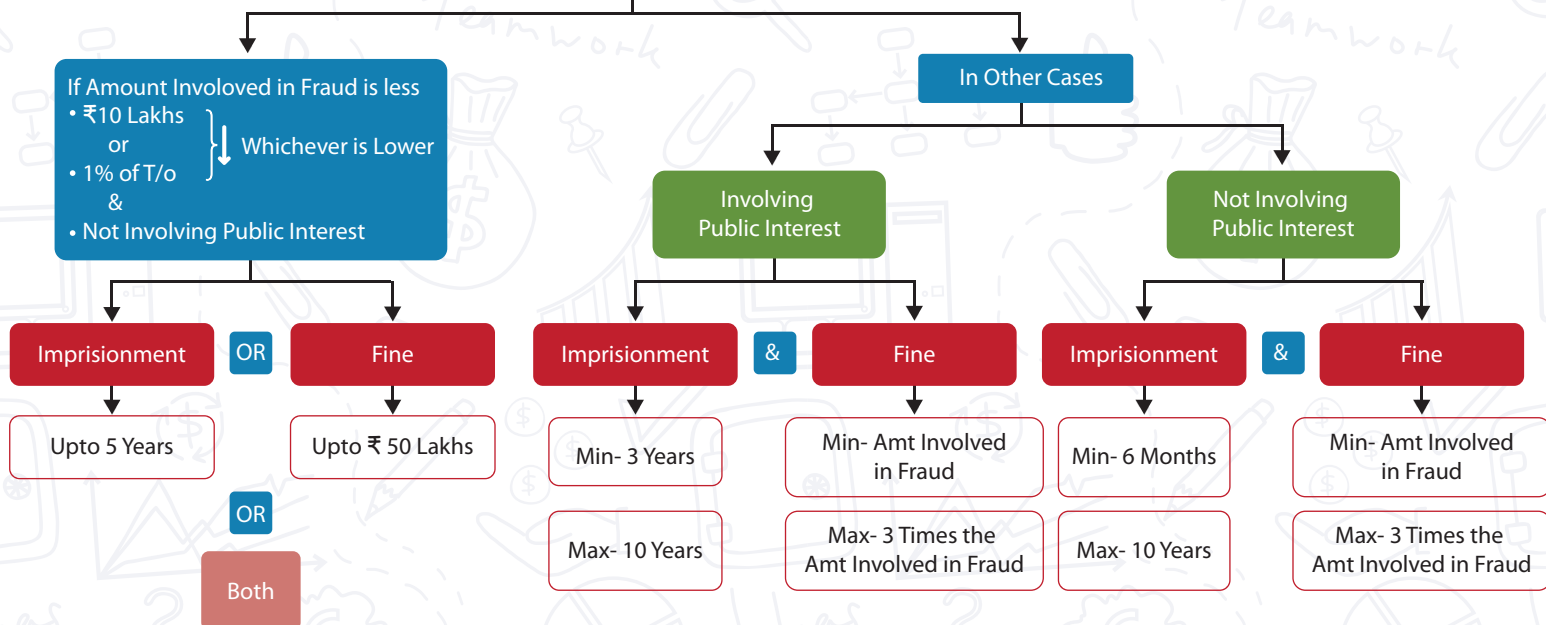 If Amount Involoved in Fraud is less
• ₹10 Lakhs
or
• 1% of T/o
Whichever is Lower
&
• Not Involving Public Interest
Imprisionment
OR
Fine
Upto 5 Years
Upto ₹ 50 Lakhs
OR
Both
In Other Cases
Involving
Public Interest
Imprisionment
&
Fine
Min- 3 Years
Max- 10 Years
Min- Amt Involved
in Fraud
Max- 3 Times the
Amt Involved in Fraud
Not Involving
Public Interest
Imprisionment
&
Fine
Min- 6 Months
Max- 10 Years
Min- Amt Involved
in Fraud
Max- 3 Times the
Amt Involved in Fraud
Teamwork
Teamwork